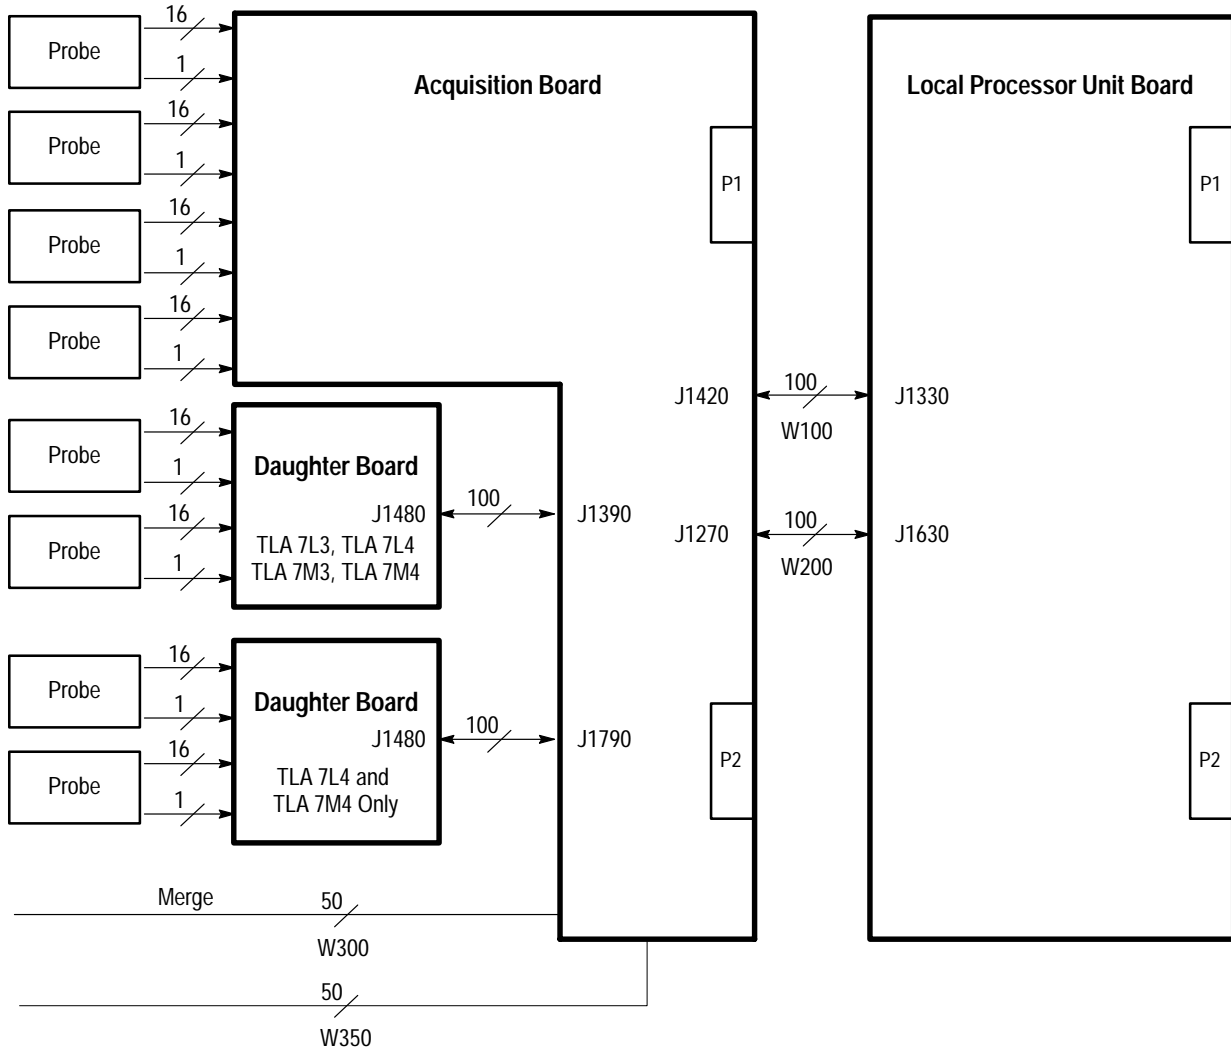 Probe
16
1
Probe
16
1
Probe
16
1
Probe
16
1
Acquisition Board
P1
J1420
J1270
J1390
J1790
P2
100
W100
100
W200
Local Processor Unit Board
P1
J1330
J1630
P2
Probe
16
1
Probe
16
1
Daughter Board
J1480
TLA 7L3, TLA 7L4
TLA 7M3, TLA 7M4
100
Probe
16
1
Probe
16
1
Daughter Board
J1480
TLA 7L4 and
TLA 7M4 Only
100
Merge
50
W300
50
W350